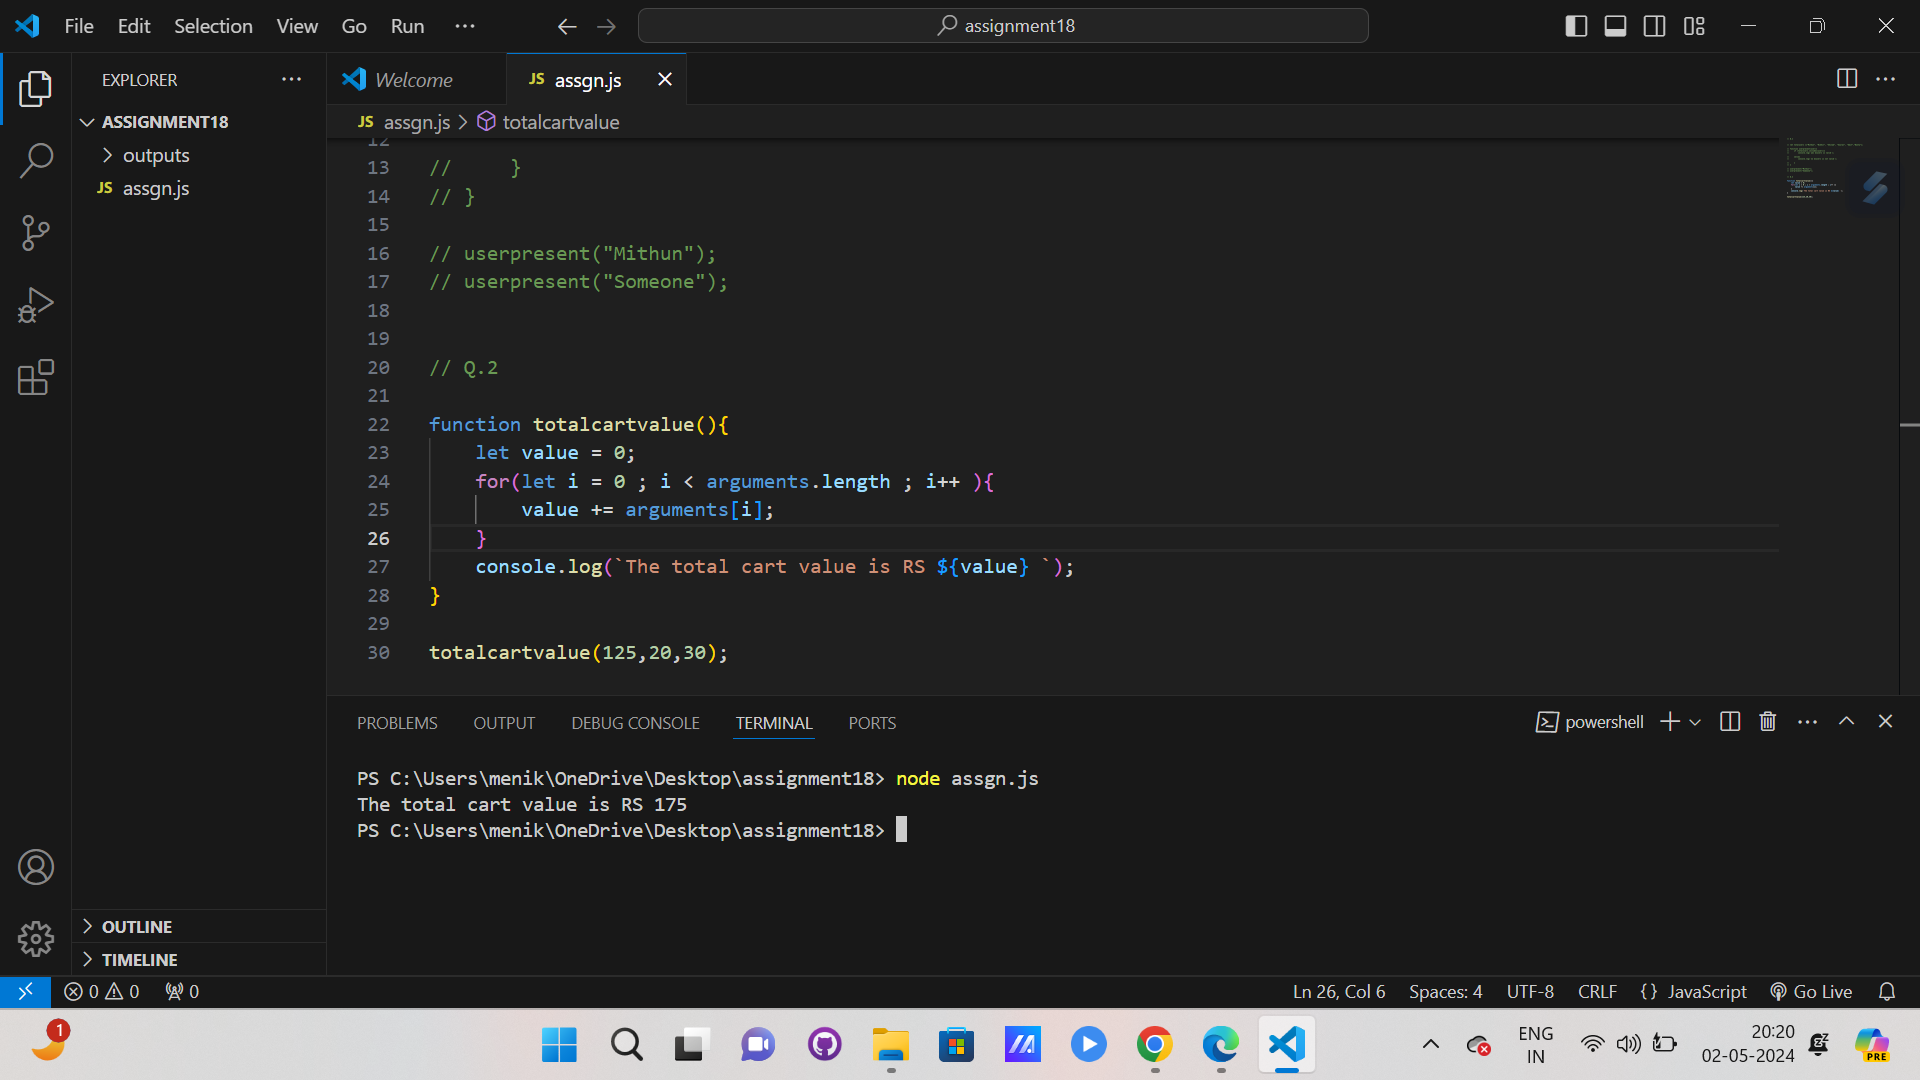 File Edit Selection View Go Run ···
assignment18
EXPLORER
ASSIGNMENT18
outputs
JS assgn.js
Welcome
JS assgn.js
JS assgn.js > totalcartvalue
12
13 //     }
14 // }
15
16 // userpresent("Mithun");
17 // userpresent("Someone");
18
19
20 // Q.2
21
22 function totalcartvalue(){
23     let value = 0;
24     for(let i = 0 ; i < arguments.length ; i++ ){
25         value += arguments[i];
26     }
27     console.log(`The total cart value is RS ${value} `);
28 }
29
30 totalcartvalue(125,20,30);
PROBLEMS OUTPUT DEBUG CONSOLE TERMINAL PORTS
powershell
PS C:\Users\menik\OneDrive\Desktop\assignment18> node assgn.js
The total cart value is RS 175
PS C:\Users\menik\OneDrive\Desktop\assignment18>
OUTLINE
TIMELINE
0 0 0
Ln 26, Col 6 Spaces: 4 UTF-8 CRLF {} JavaScript Go Live
1
ENG
IN
20:20
02-05-2024
PRE